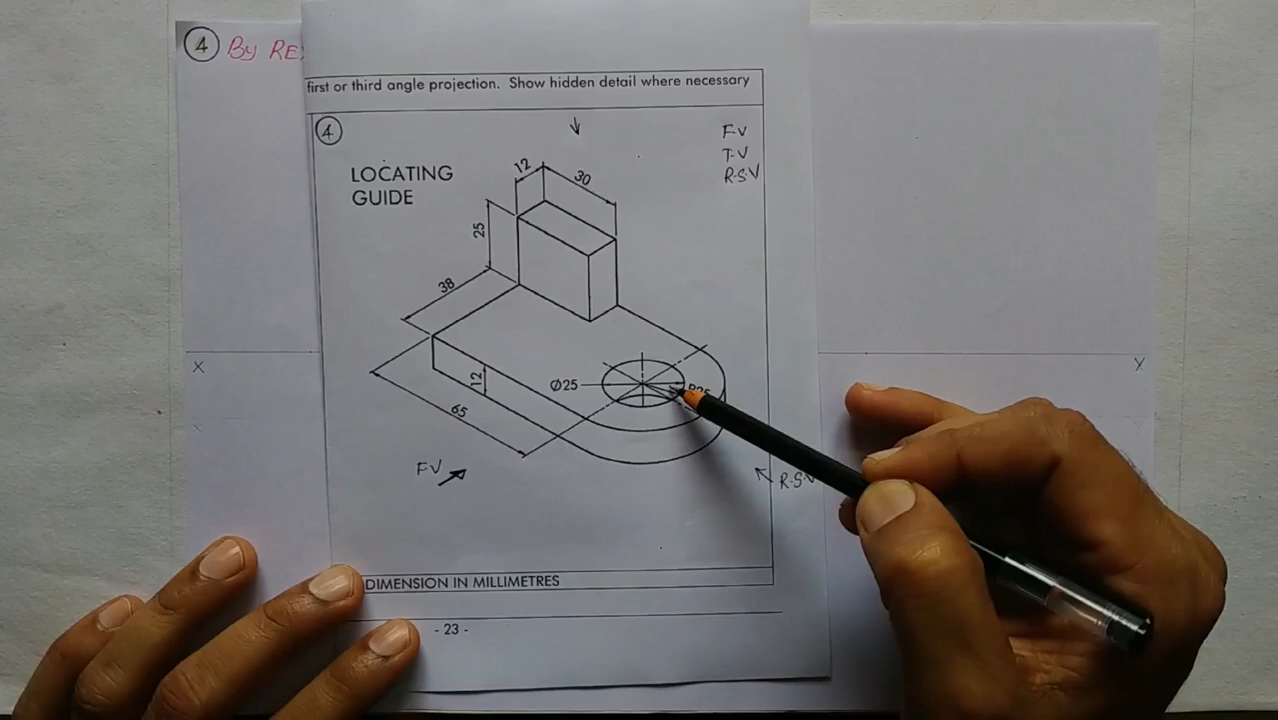 4 By RE
first or third angle projection. Show hidden detail where necessary
4
F.V
T.V
R.S.V
LOCATING
GUIDE
12
30
25
38
Ø25
12
65
FV
R.S.V
X
Y
DIMENSION IN MILLIMETRES
- 23 -